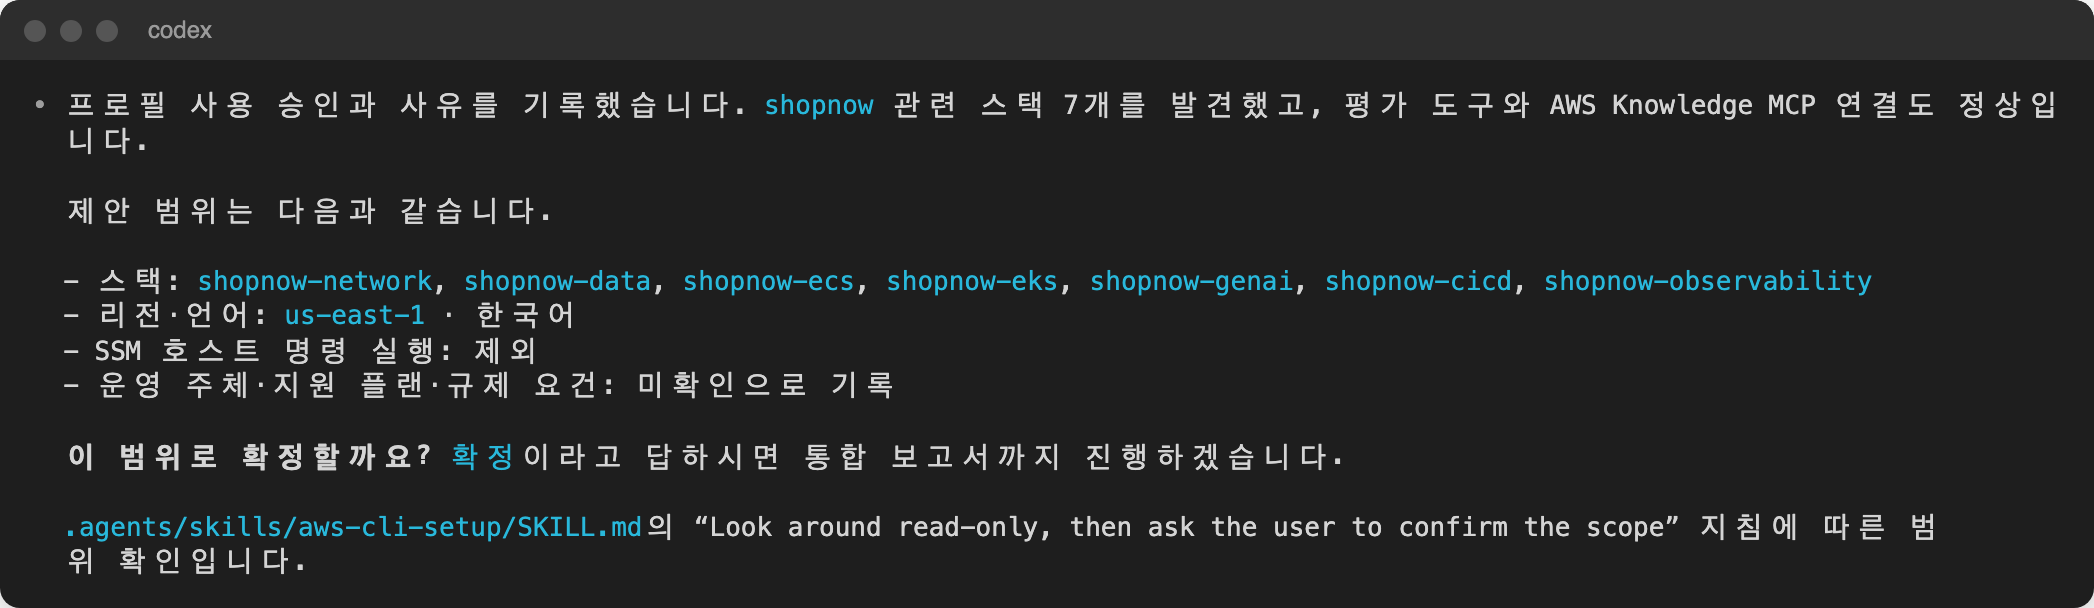 codex
• 프로필 사용 승인과 사유를 기록했습니다. shopnow 관련 스택 7개를 발견했고, 평가 도구와 AWS Knowledge MCP 연결도 정상입
니다.
제안 범위는 다음과 같습니다.
- 스택: shopnow-network, shopnow-data, shopnow-ecs, shopnow-eks, shopnow-genai, shopnow-cicd, shopnow-observability
- 리전·언어: us-east-1 · 한국어
- SSM 호스트 명령 실행: 제외
- 운영 주체·지원 플랜·규제 요건: 미확인으로 기록
이 범위로 확정할까요? 확정이라고 답하시면 통합 보고서까지 진행하겠습니다.
.agents/skills/aws-cli-setup/SKILL.md의 “Look around read-only, then ask the user to confirm the scope” 지침에 따른 범
위 확인입니다.